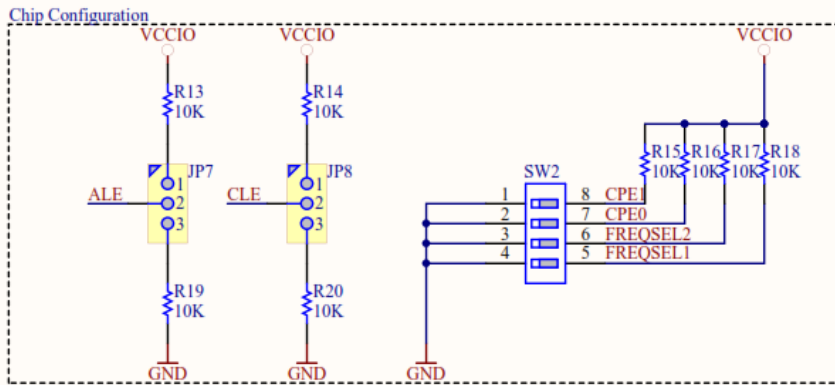 Chip Configuration
VCCIO VCCIO VCCIO
R13
10K
R14
10K
R15 R16 R17 R18
10K 10K 10K 10K
JP7 JP8 SW2
ALE 1
2
3
CLE 1
2
3
1 8 CPE1
2 7 CPE0
3 6 FREQSEL2
4 5 FREQSEL1
R19
10K
R20
10K
GND GND GND